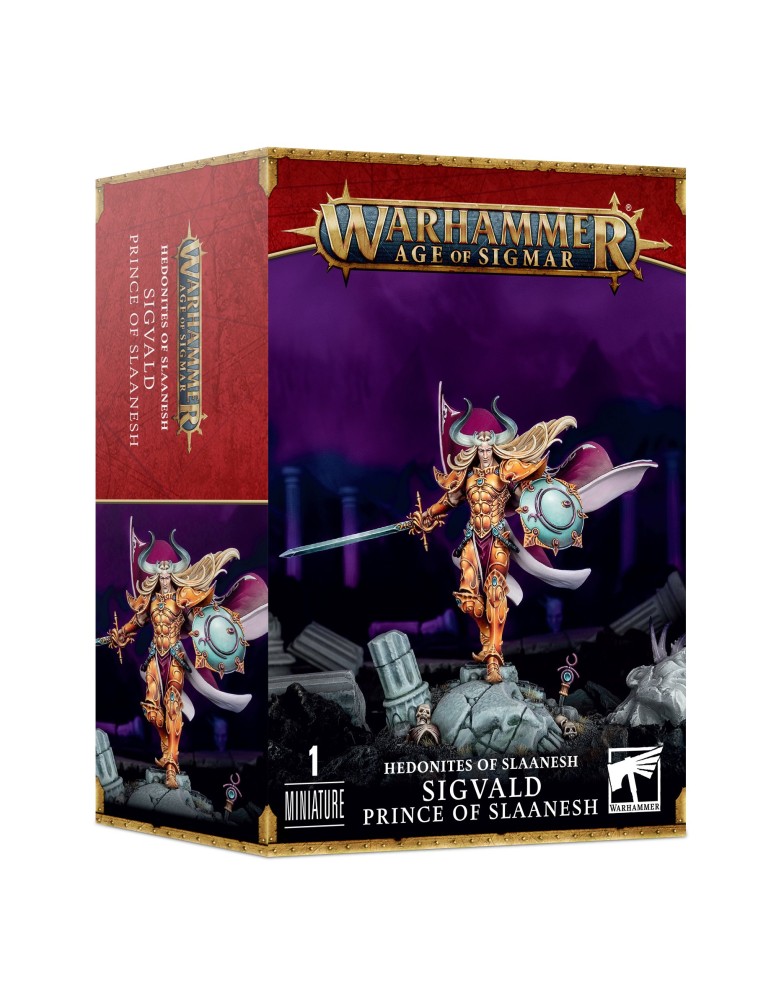 WARHAMMER
AGE OF SIGMAR
HEDONITES OF SLAANESH
SIGVALD
PRINCE OF SLAANESH
WARHAMMER®
AGE OF SIGMAR
1
MINIATURE
HEDONITES OF SLAANESH
SIGVALD
PRINCE OF SLAANESH
WARHAMMER